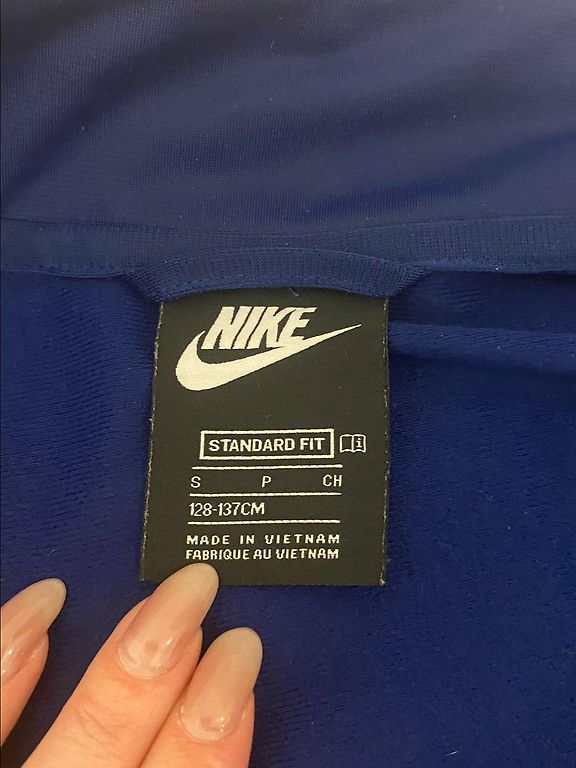 NIKE
STANDARD FIT
S P CH
128-137CM
MADE IN VIETNAM
FABRIQUE AU VIETNAM